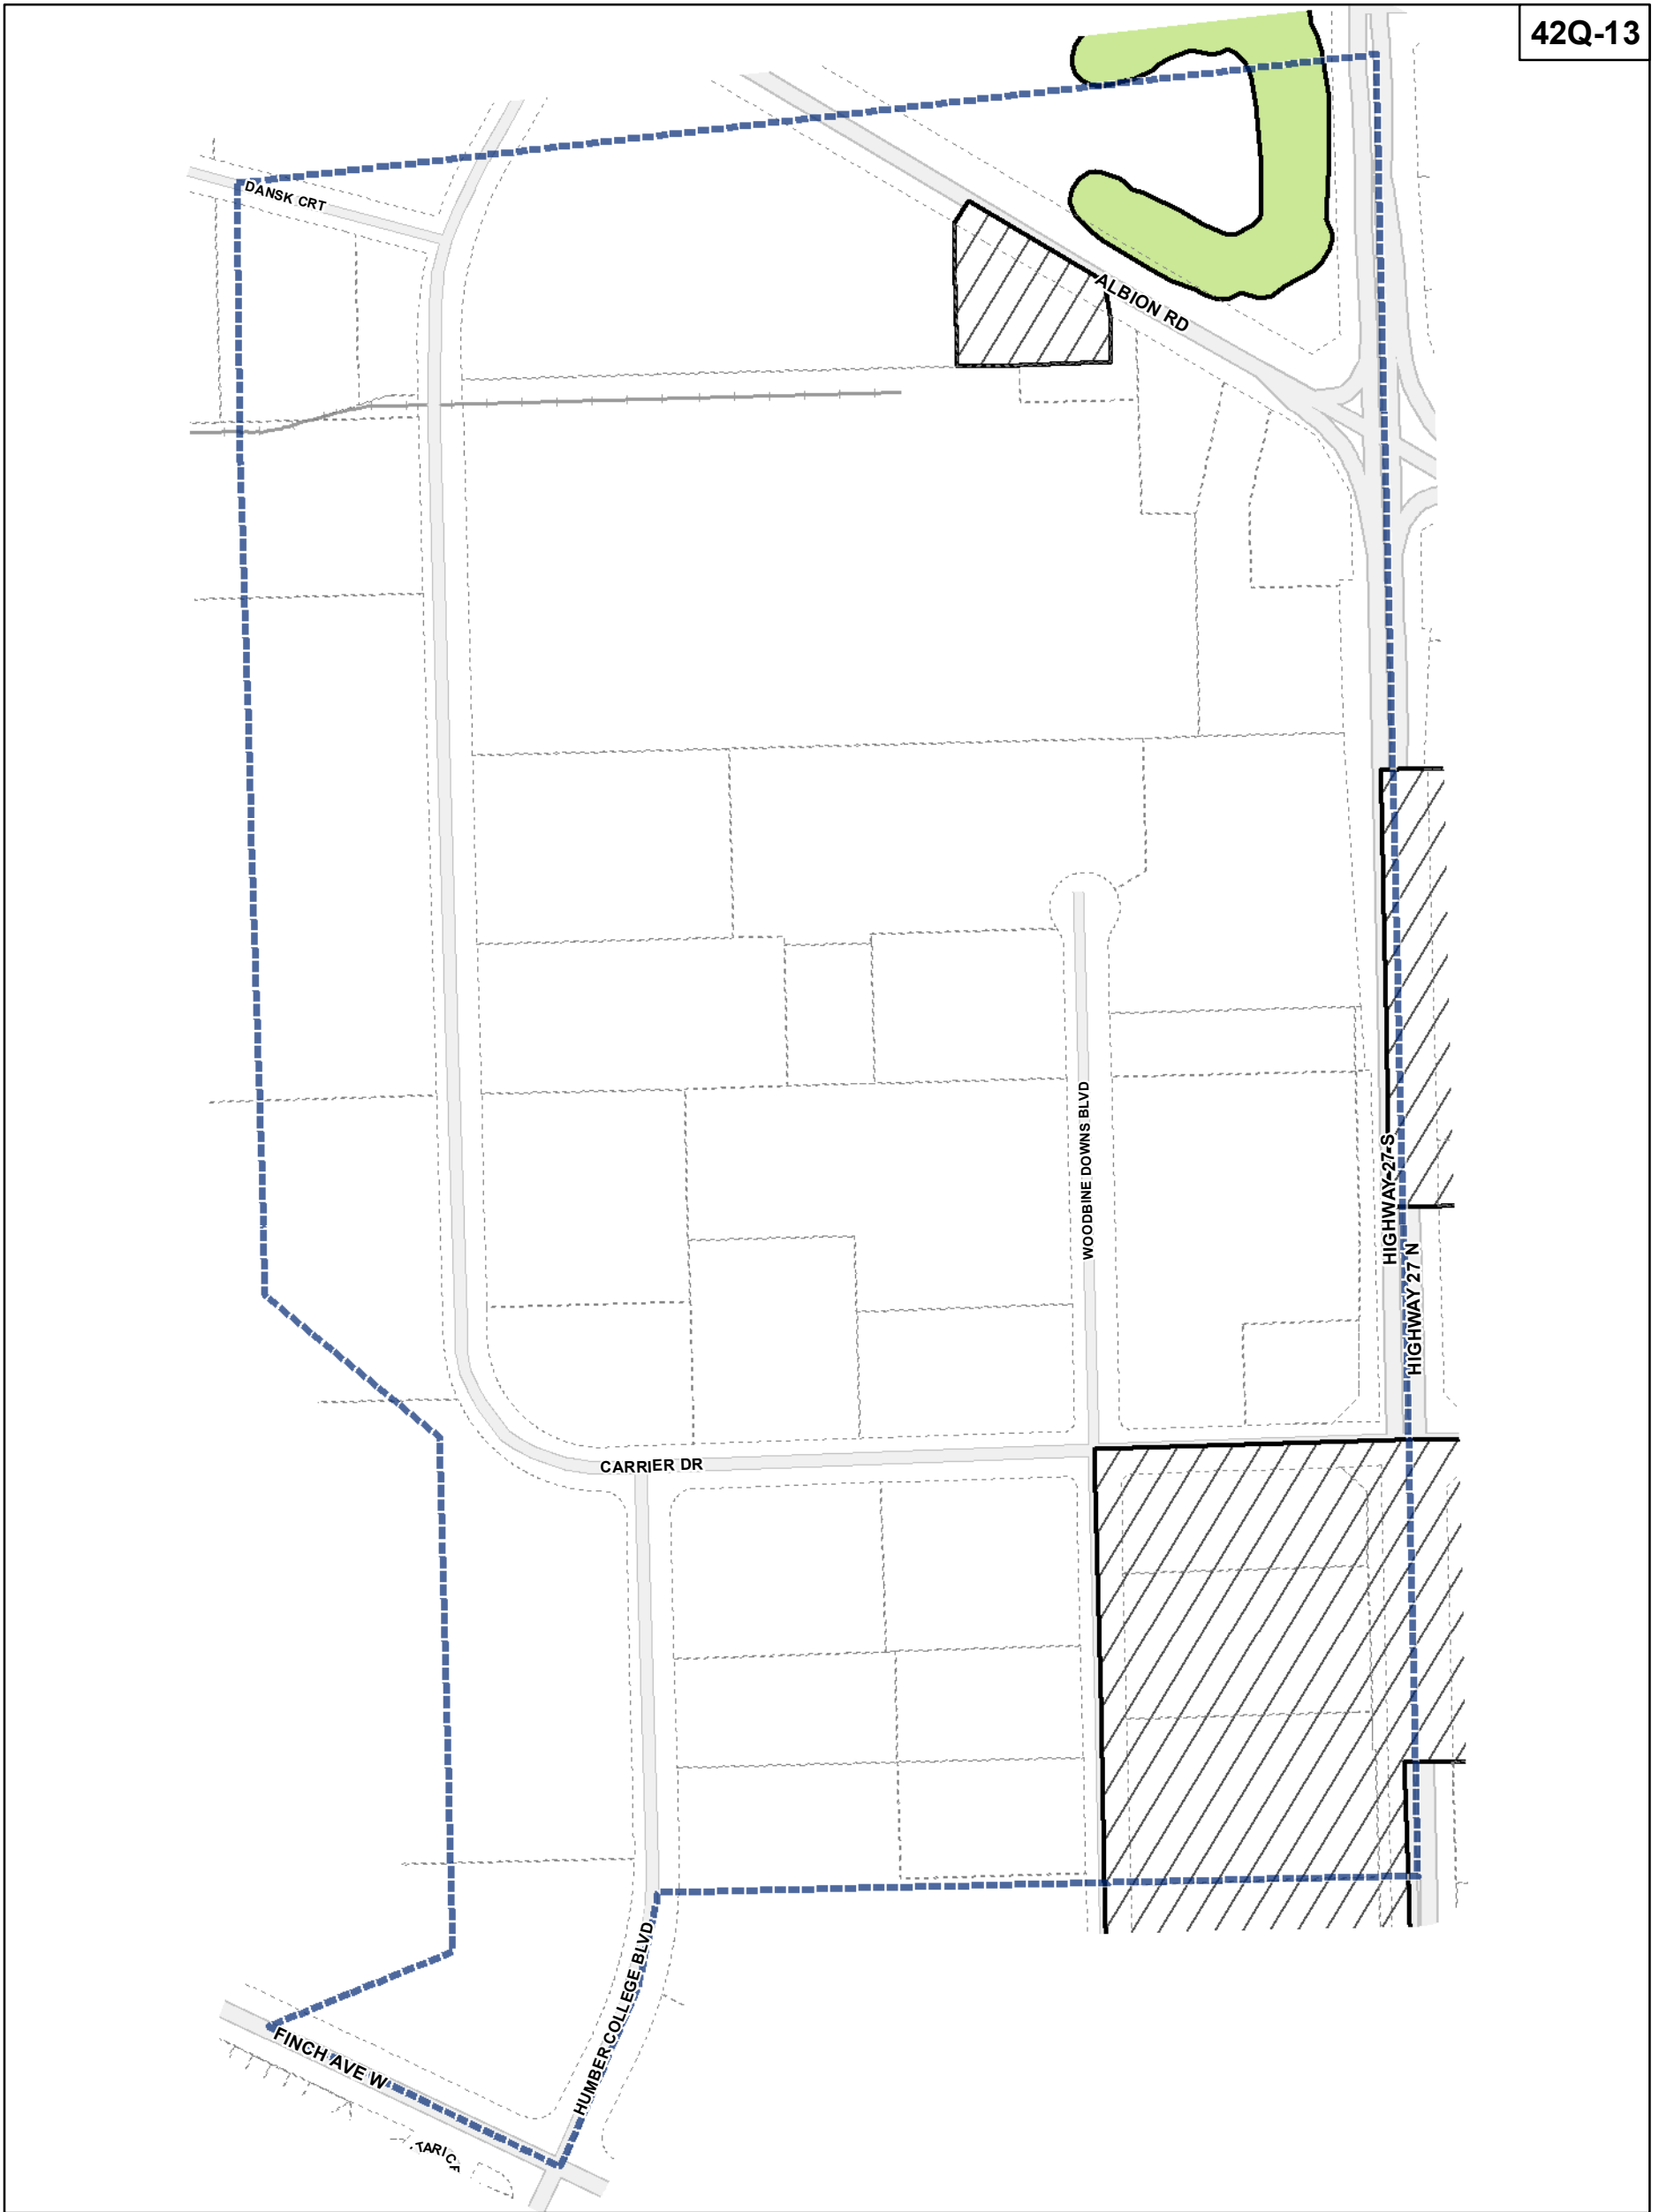 42Q-13
DANSK CRT
ALBION RD
WOODBINE DOWNS BLVD
HIGHWAY 27 S
HIGHWAY 27 N
CARRIER DR
HUMBER COLLEGE BLVD
FINCH AVE W